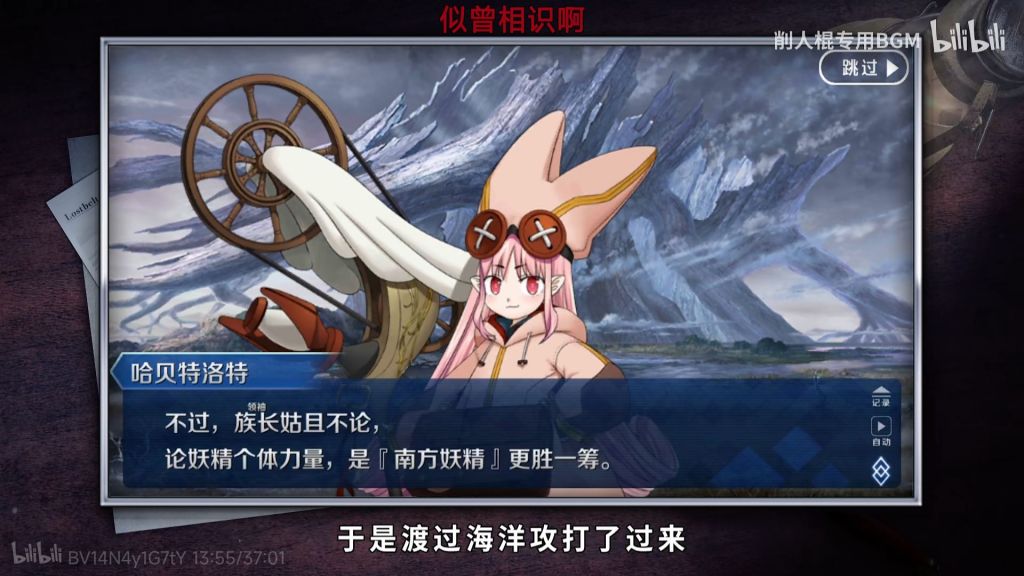 似曾相识啊
削人棍专用BGM
bilibili
跳过
Lostbelt
哈贝特洛特
领袖
不过，族长姑且不论，
论妖精个体力量，是『南方妖精』更胜一筹。
记录
自动
于是渡过海洋攻打了过来
bilibili BV14N4y1G7tY 13:55/37:01